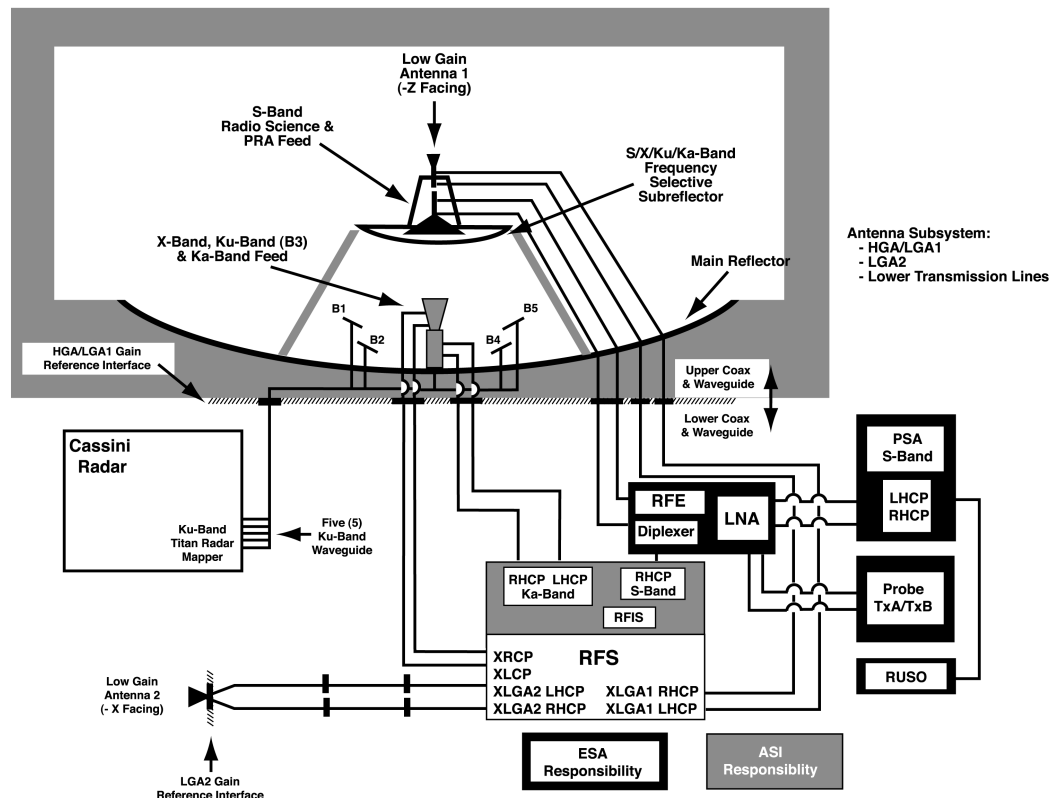 Low Gain
Antenna 1
(-Z Facing)
S-Band
Radio Science &
PRA Feed
S/X/Ku/Ka-Band
Frequency
Selective
Subreflector
X-Band, Ku-Band (B3)
& Ka-Band Feed
Main Reflector
Antenna Subsystem:
- HGA/LGA1
- LGA2
- Lower Transmission Lines
B1
B2
B5
B4
HGA/LGA1 Gain
Reference Interface
Upper Coax
& Waveguide
Lower Coax
& Waveguide
Cassini
Radar
Ku-Band
Titan Radar
Mapper
Five (5)
Ku-Band
Waveguide
RFE
Diplexer
LNA
PSA
S-Band
LHCP
RHCP
Probe
TxA/TxB
RUSO
RHCP LHCP
Ka-Band
RHCP
S-Band
RFIS
RFS
XRCP
XLCP
XLGA2 LHCP
XLGA2 RHCP
XLGA1 RHCP
XLGA1 LHCP
Low Gain
Antenna 2
(- X Facing)
LGA2 Gain
Reference Interface
ESA
Responsibility
ASI
Responsiblity